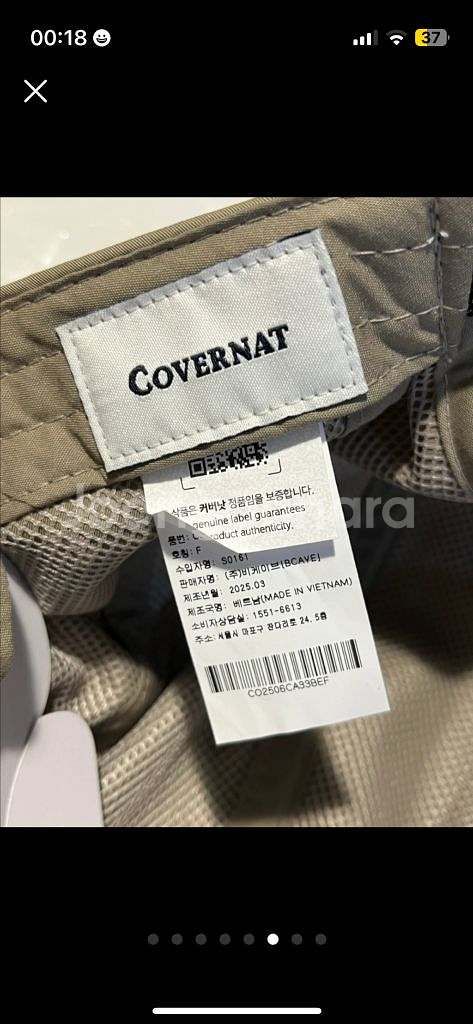 00:18
37
COVERNAT
상품은 커버낫 정품임을 보증합니다.
genuine label guarantees
product authenticity.
품번: C
호칭: F
수입자명: S0161
판매자명: (주)비케이브[BCAVE]
제조년월: 2025.03
제조국명: 베트남(MADE IN VIETNAM)
소비자상담실: 1551-6613
주소: 서울시 마포구 잔다리로 24, 5층
CO2506CA33BEF